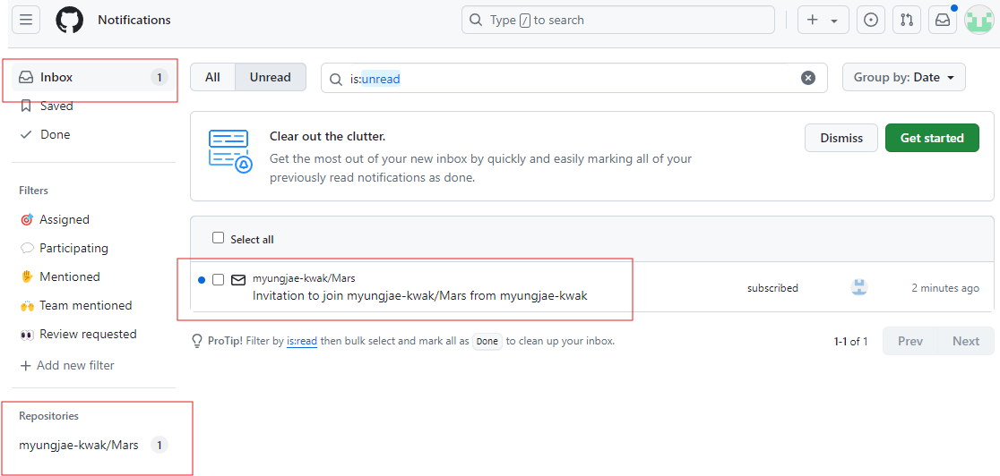 Notifications
Type / to search
Inbox 1
Saved
Done
Filters
Assigned
Participating
Mentioned
Team mentioned
Review requested
Add new filter
Repositories
myungjae-kwak/Mars 1
All Unread
is:unread
Group by: Date
Clear out the clutter.
Get the most out of your new inbox by quickly and easily marking all of your
previously read notifications as done.
Dismiss Get started
Select all
myungjae-kwak/Mars
Invitation to join myungjae-kwak/Mars from myungjae-kwak
subscribed 2 minutes ago
ProTip! Filter by is:read then bulk select and mark all as Done to clean up your inbox.
1-1 of 1 Prev Next